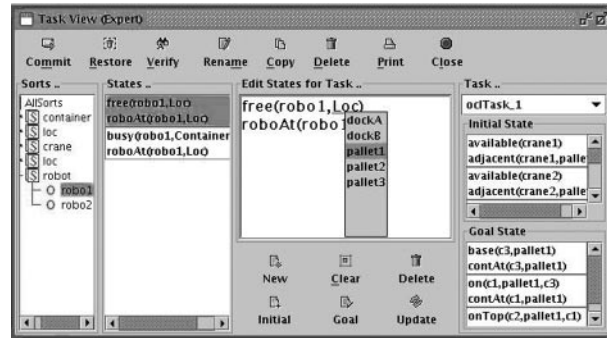 Task View (Expert)
Commit Restore Verify Rename Copy Delete Print Close
Sorts ..
AllSorts
container
loc
crane
loc
robot
robo1
robo2
States ..
free(robo1,Loc)
roboAt(robo1,Loc)
busy(robo1,Container
roboAt(robo1,Loc)
Edit States for Task ..
free(robo1,Loc)
roboAt(robo1
dockA
dockB
pallet1
pallet2
pallet3
New Clear Delete
Initial Goal Update
Task ..
oclTask_1
Initial State
available(crane1)
adjacent(crane1,palle
available(crane2)
adjacent(crane2,palle
Goal State
base(c3,pallet1)
contAt(c3,pallet1)
on(c1,pallet1,c3)
contAt(c1,pallet1)
onTop(c2,pallet1,c1)